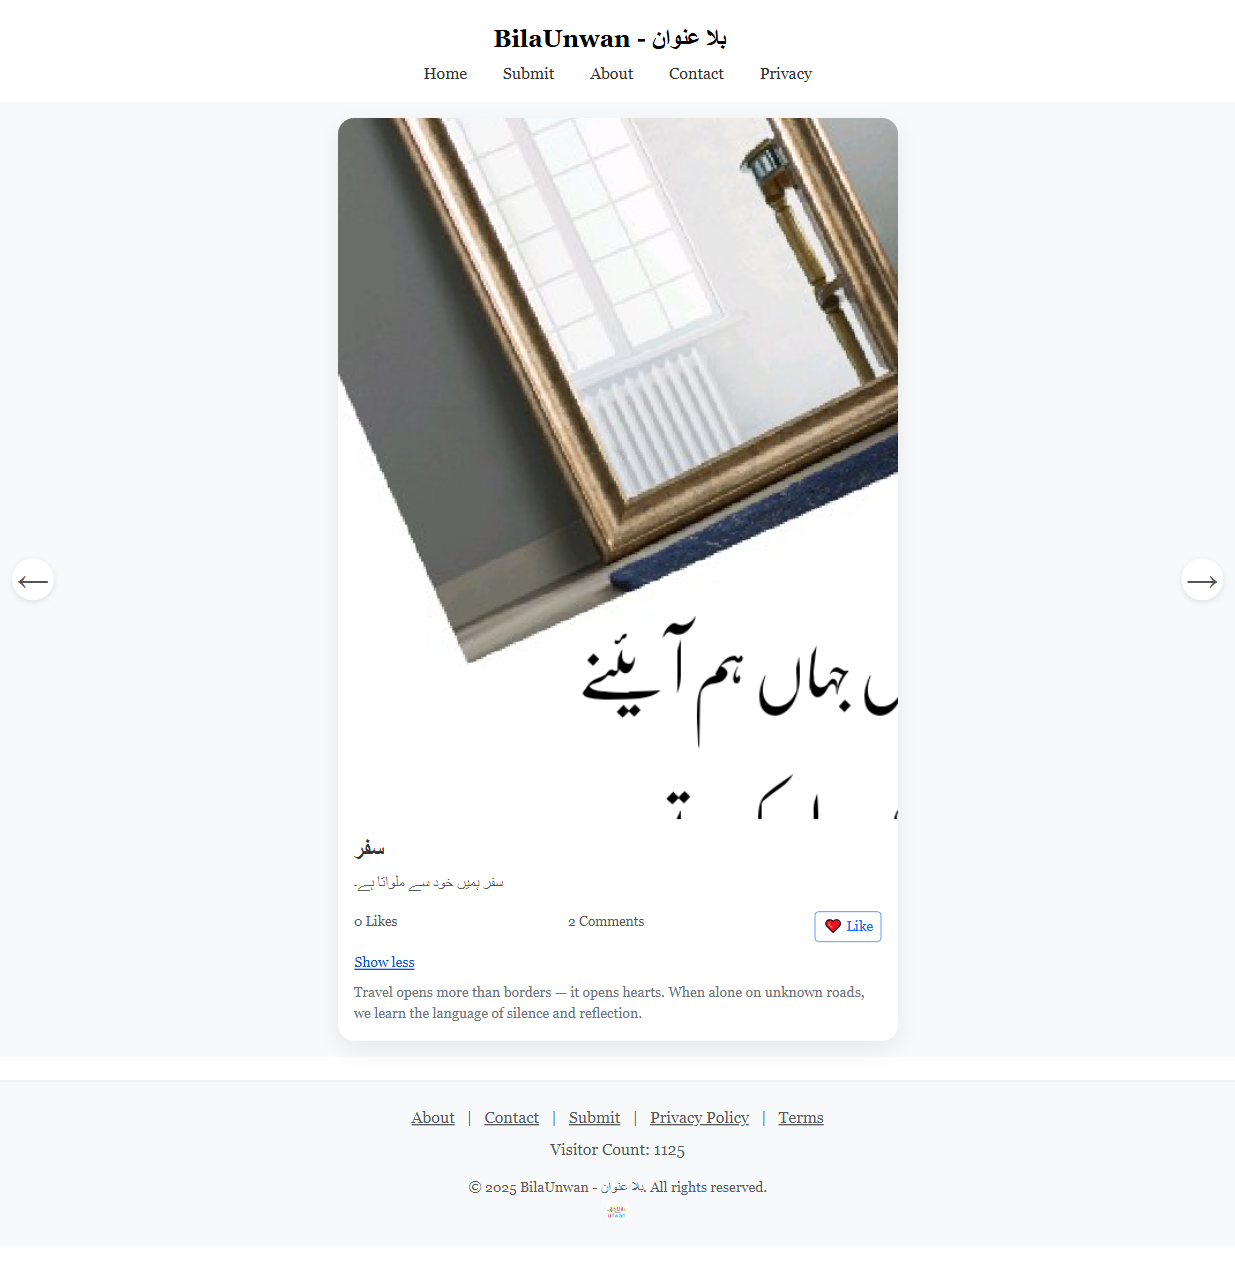 BilaUnwan - بلا عنوان
Home Submit About Contact Privacy
جہاں ہم آیئنے
سفر
سفر ہمیں خود سے ملواتا ہے۔
0 Likes 2 Comments ❤️ Like
Show less
Travel opens more than borders — it opens hearts. When alone on unknown roads,
we learn the language of silence and reflection.
About | Contact | Submit | Privacy Policy | Terms
Visitor Count: 1125
© 2025 BilaUnwan - بلا عنوان. All rights reserved.